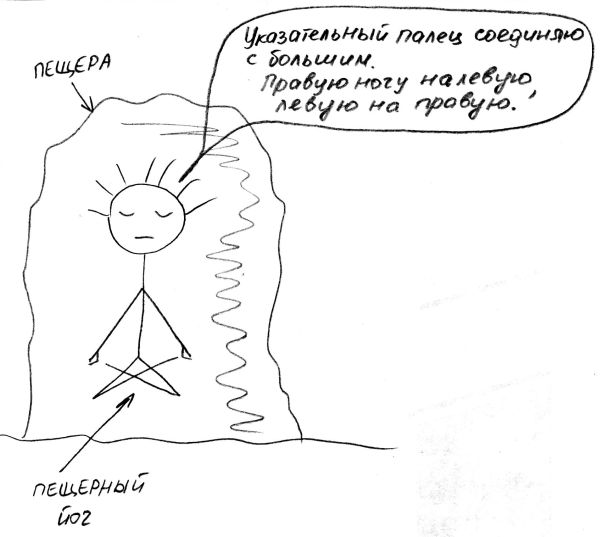 Указательный палец соединяю
с большим.
Правую ногу на левую
левую на правую.
ПЕЩЕРА
ПЕЩЕРНЫЙ
ЙОГ